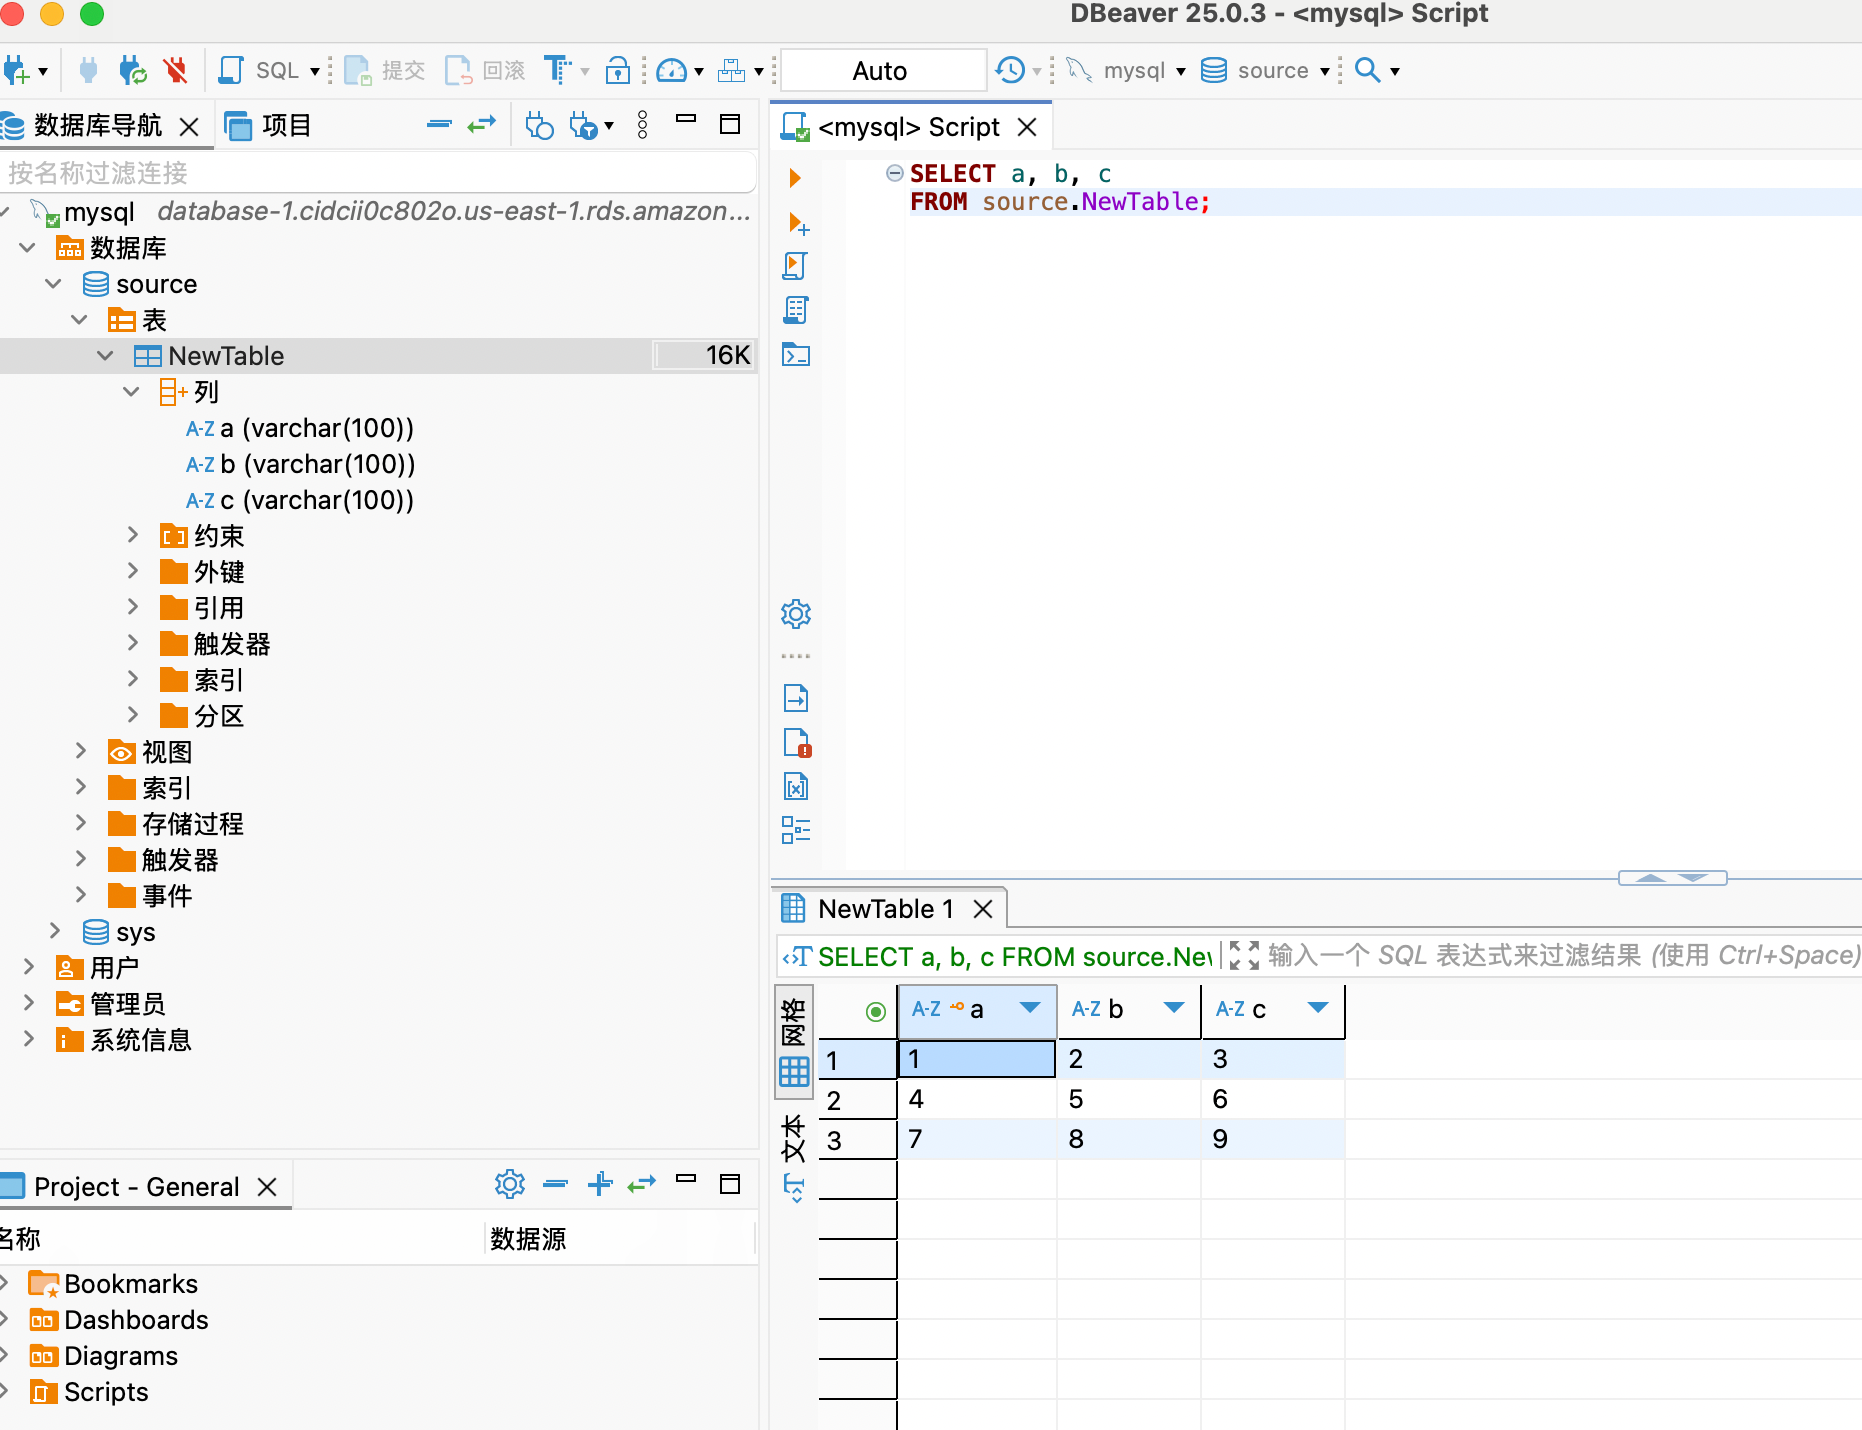 DBeaver 25.0.3 - <mysql> Script
SQL 提交 回滚 Auto mysql source
数据库导航 项目
按名称过滤连接
mysql database-1.cidcii0c802o.us-east-1.rds.amazon...
数据库
source
表
NewTable 16K
列
A-Z a (varchar(100))
A-Z b (varchar(100))
A-Z c (varchar(100))
约束
外键
引用
触发器
索引
分区
视图
索引
存储过程
触发器
事件
sys
用户
管理员
系统信息
Project - General
名称 数据源
Bookmarks
Dashboards
Diagrams
Scripts
<mysql> Script
SELECT a, b, c
FROM source.NewTable;
NewTable 1
SELECT a, b, c FROM source.Nev 输入一个 SQL 表达式来过滤结果 (使用 Ctrl+Space)
网格
文本
A-Z a A-Z b A-Z c
1 1 2 3
2 4 5 6
3 7 8 9